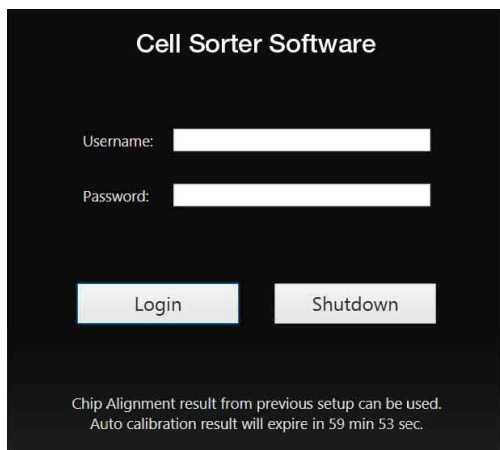 Cell Sorter Software
Username:
Password:
Login Shutdown
Chip Alignment result from previous setup can be used.
Auto calibration result will expire in 59 min 53 sec.